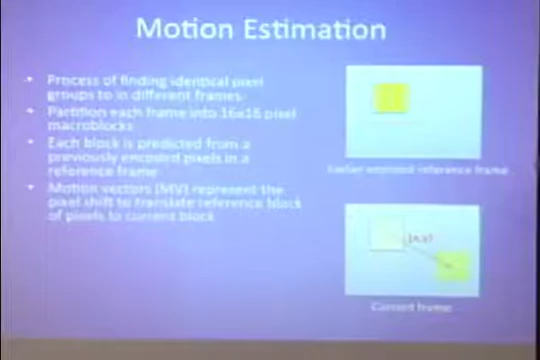 Motion Estimation
• Process of finding identical pixel
groups to in different frames
• Partition each frame into 16x16 pixel
macroblocks
• Each block is predicted from a
previously encoded pixels in a
reference frame
• Motion vectors (MV) represent the
pixel shift to translate reference block
of pixels to current block
Earlier encoded reference frame
(x,y)
Current frame